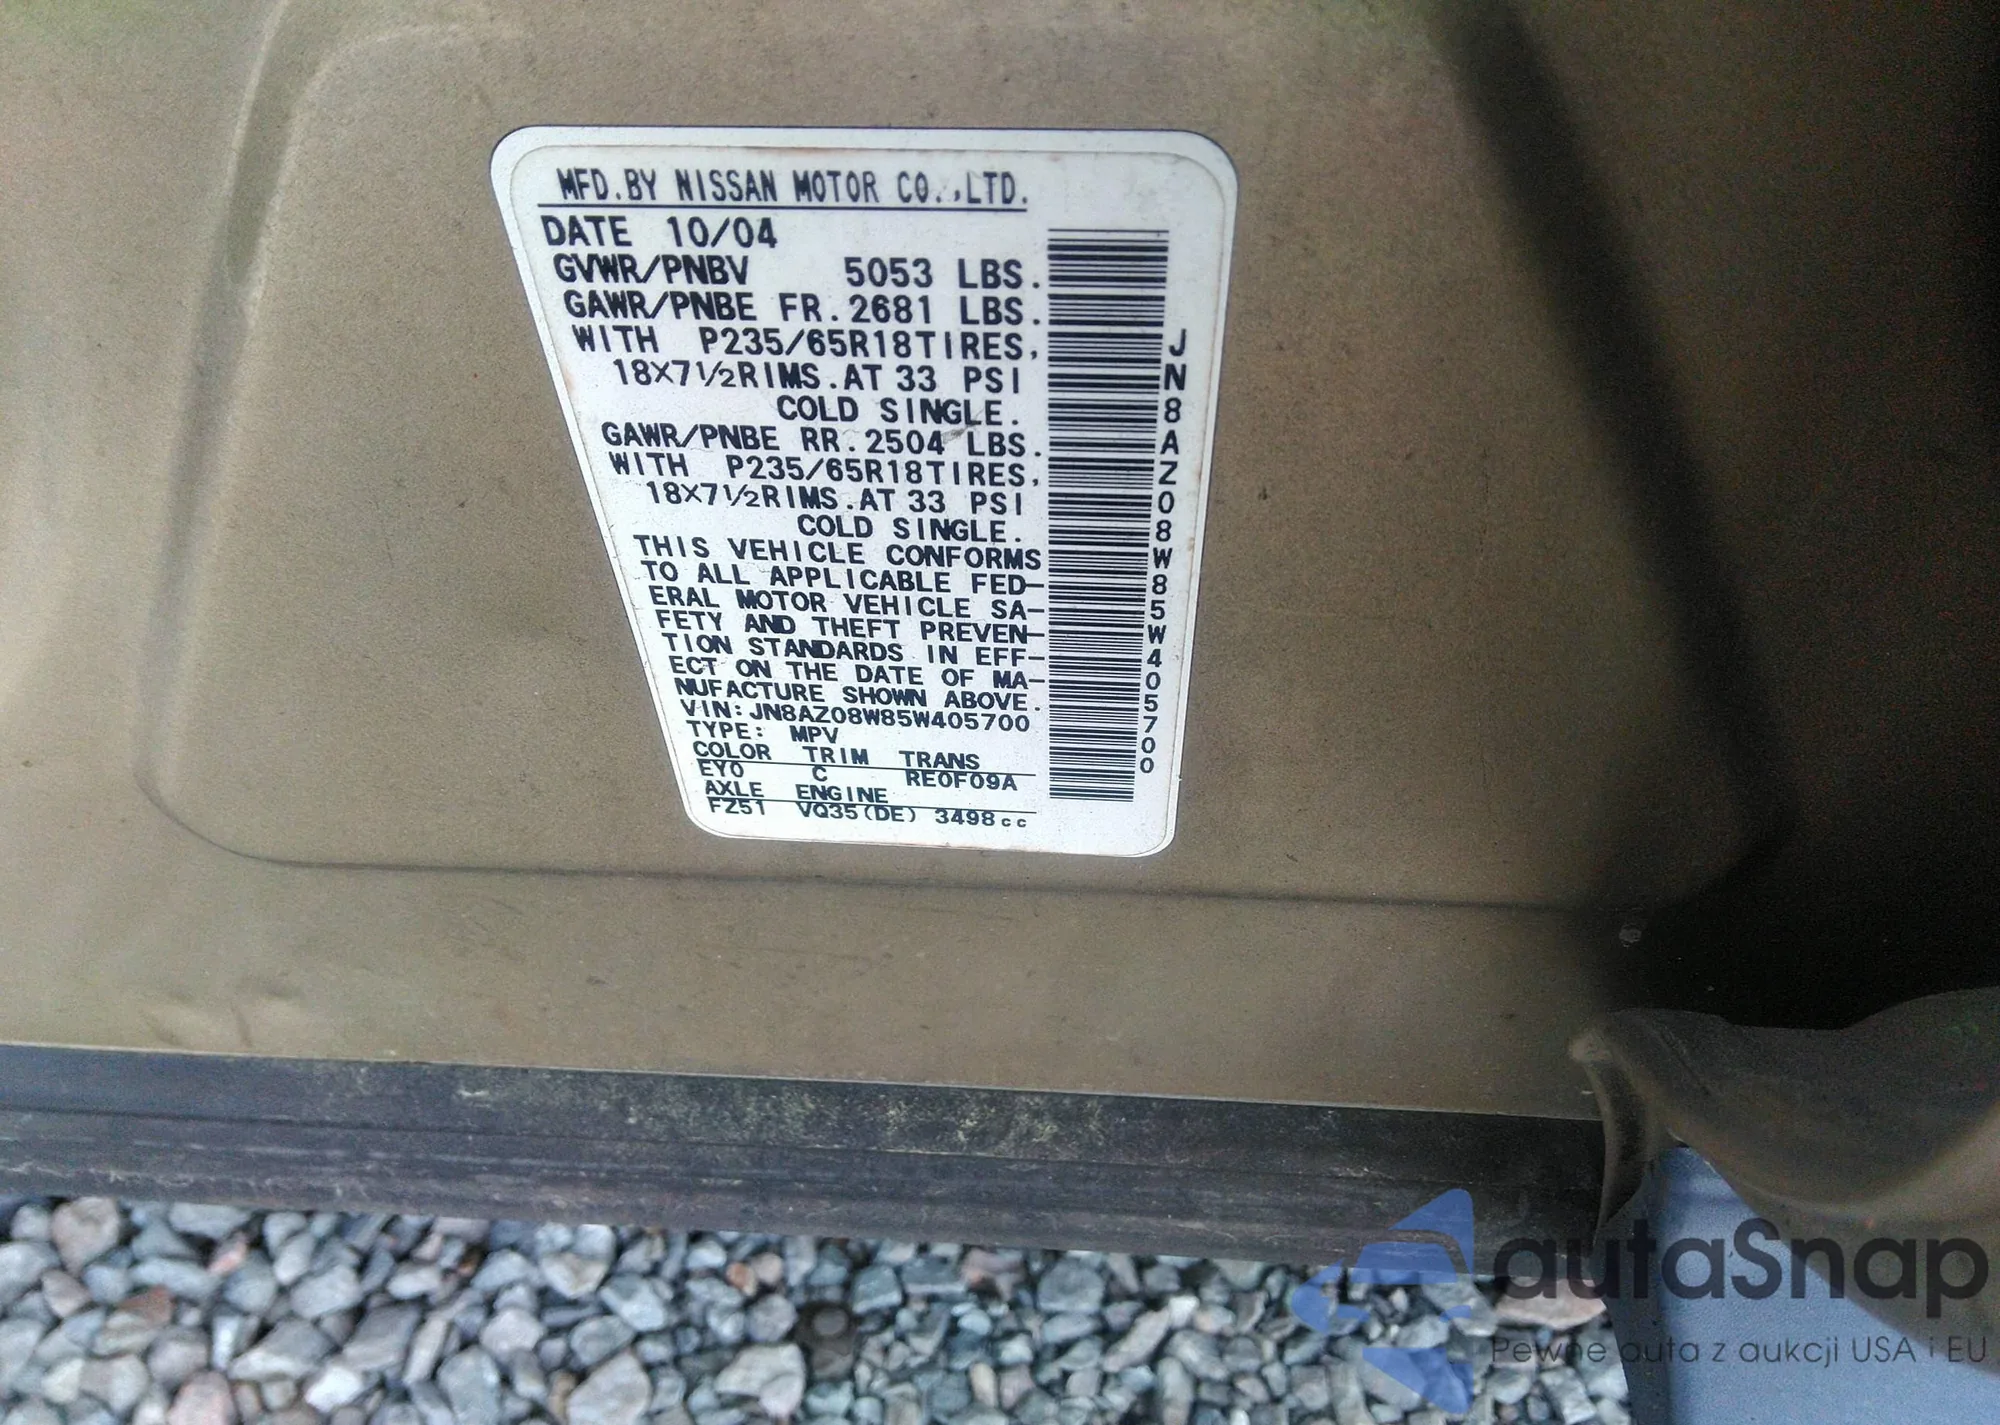 MFD.BY NISSAN MOTOR CO.,LTD.
DATE 10/04
GVWR/PNBV 5053 LBS.
GAWR/PNBE FR.2681 LBS.
WITH P235/65R18TIRES,
18X7½RIMS.AT 33 PSI
COLD SINGLE.
GAWR/PNBE RR.2504 LBS.
WITH P235/65R18TIRES,
18X7½RIMS.AT 33 PSI
COLD SINGLE.
THIS VEHICLE CONFORMS
TO ALL APPLICABLE FED-
ERAL MOTOR VEHICLE SA-
FETY AND THEFT PREVEN-
TION STANDARDS IN EFF-
ECT ON THE DATE OF MA-
NUFACTURE SHOWN ABOVE.
VIN:JN8AZ08W85W405700
TYPE: MPV
COLOR TRIM TRANS
EY0 C RE0F09A
AXLE ENGINE
FZ51 VQ35(DE) 3498cc
JN8AZ08W85W405700
autaSnap
Pewne auta z aukcji USA i EU